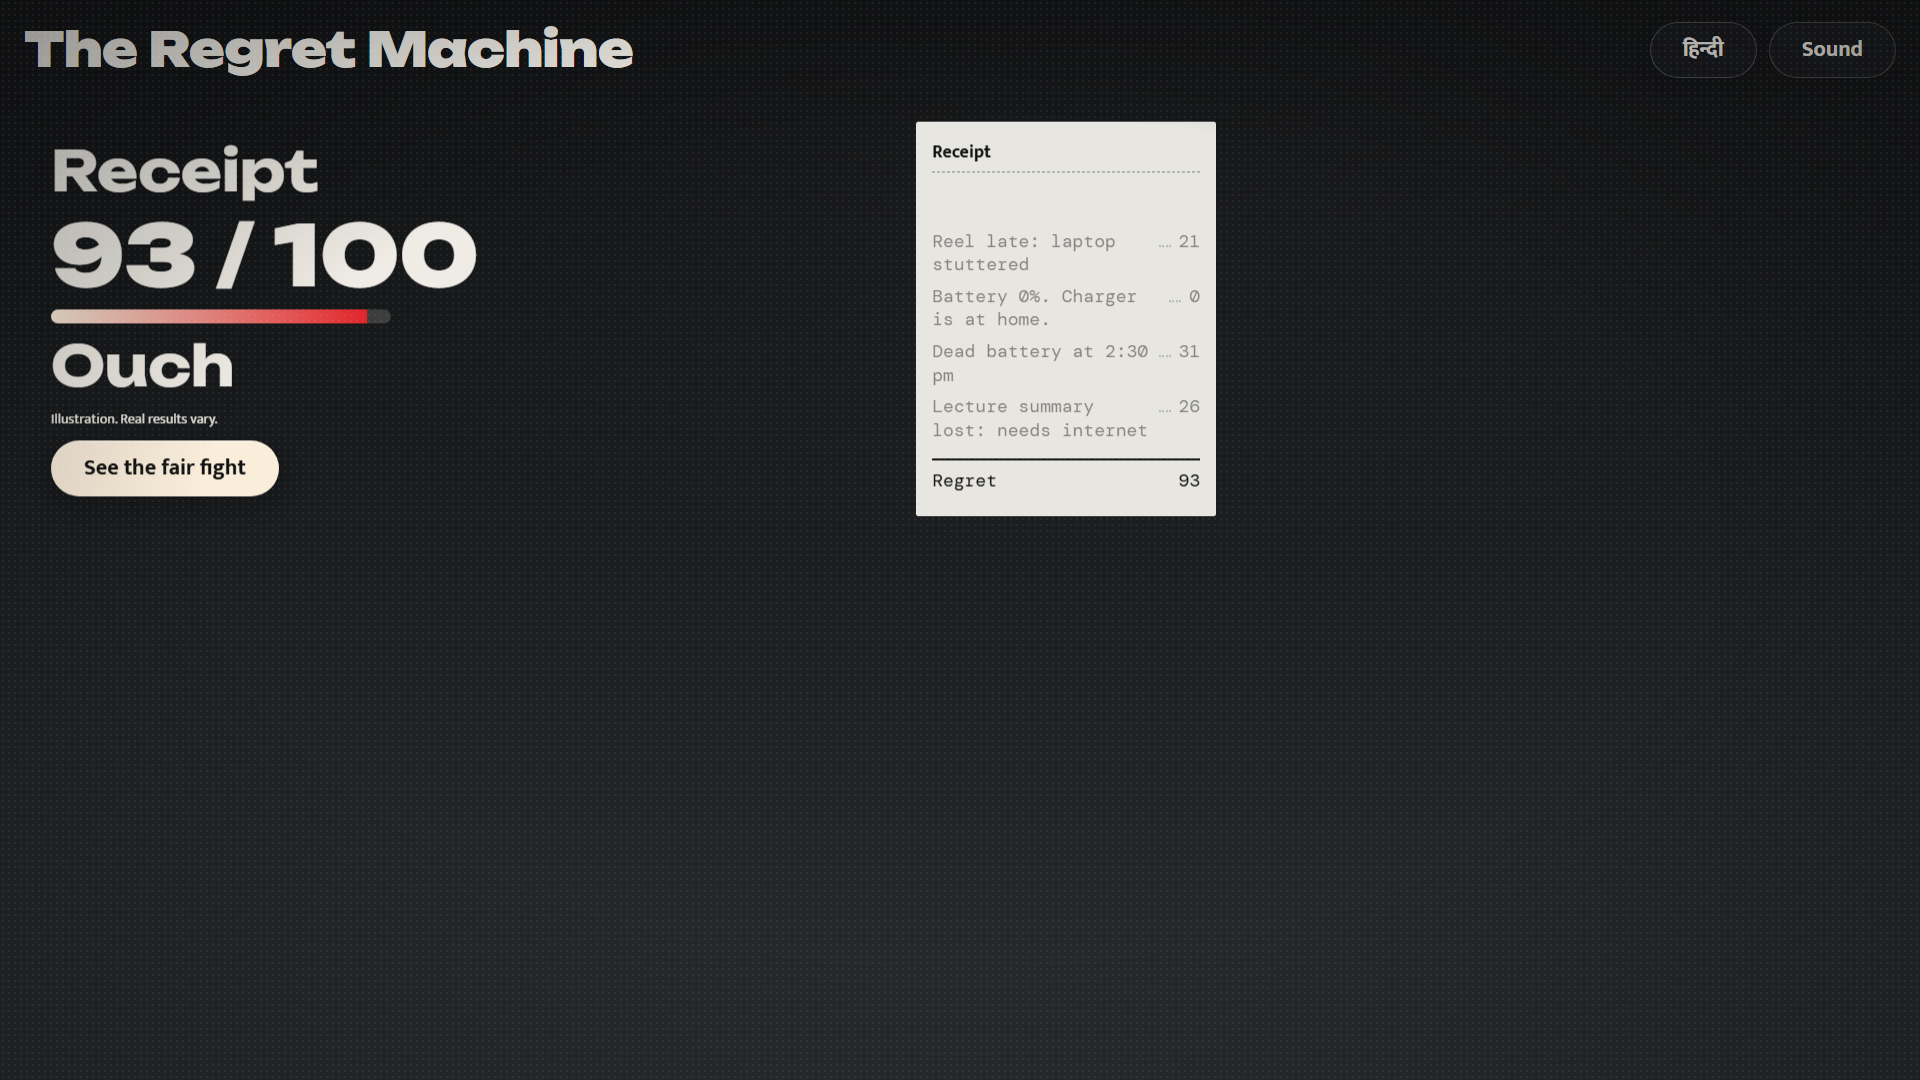 The Regret Machine
हिन्दी
Sound
Receipt
93 / 100
Ouch
Illustration. Real results vary.
See the fair fight
Receipt
Reel late: laptop .... 21
stuttered
Battery 0%. Charger .... 0
is at home.
Dead battery at 2:30 .... 31
pm
Lecture summary .... 26
lost: needs internet
Regret 93